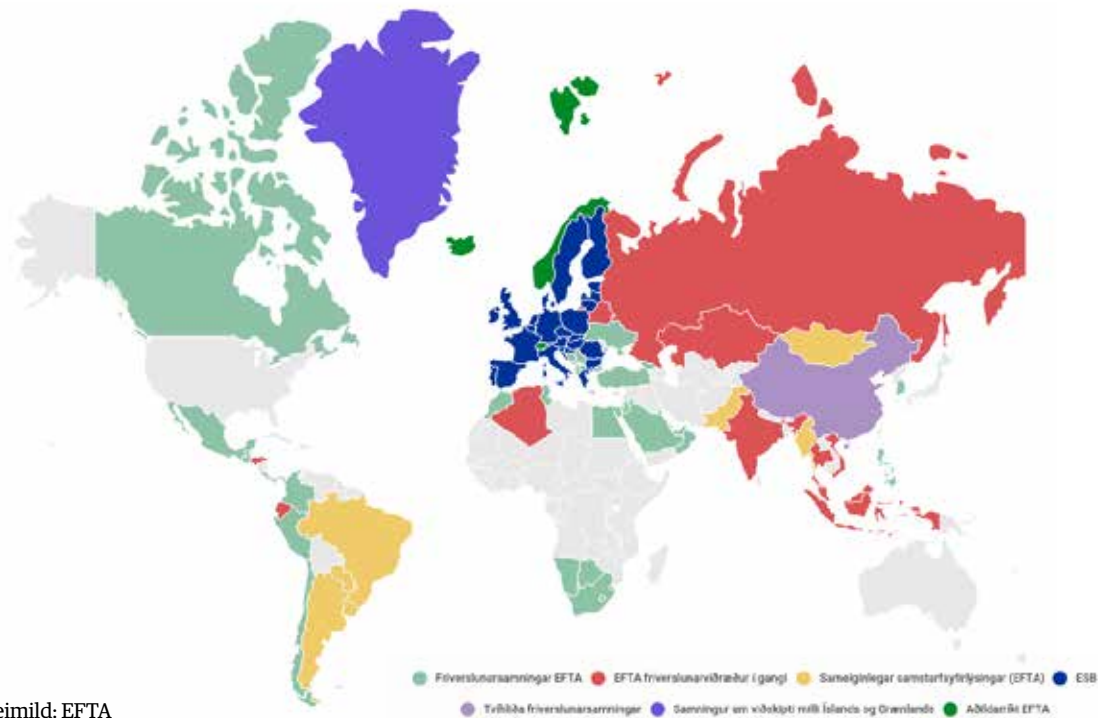 Fríverslunarsamningar EFTA EFTA fríverslunarviðræður í gangi Sameiginlegar samstarfsyfirlýsingar (EFTA) ESB
Tvíhliða fríverslunarsamningar Samningur um viðskipti milli Íslands og Grænlands Aðildarríki EFTA
eimild: EFTA